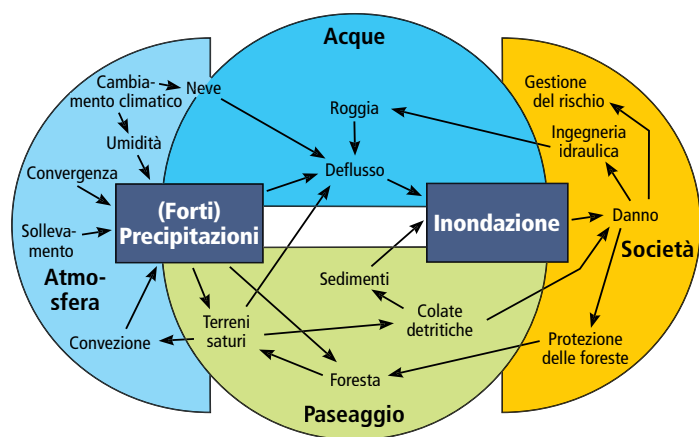 Acque
Cambia-
mento climatico
Neve
Umidità
Convergenza
Solleva-
mento
Atmo-
sfera
Convezione
(Forti)
Precipitazioni
Roggia
Deflusso
Inondazione
Gestione
del rischio
Ingegneria
idraulica
Danno
Società
Sedimenti
Colate
detritiche
Terreni
saturi
Foresta
Protezione
delle foreste
Paseaggio